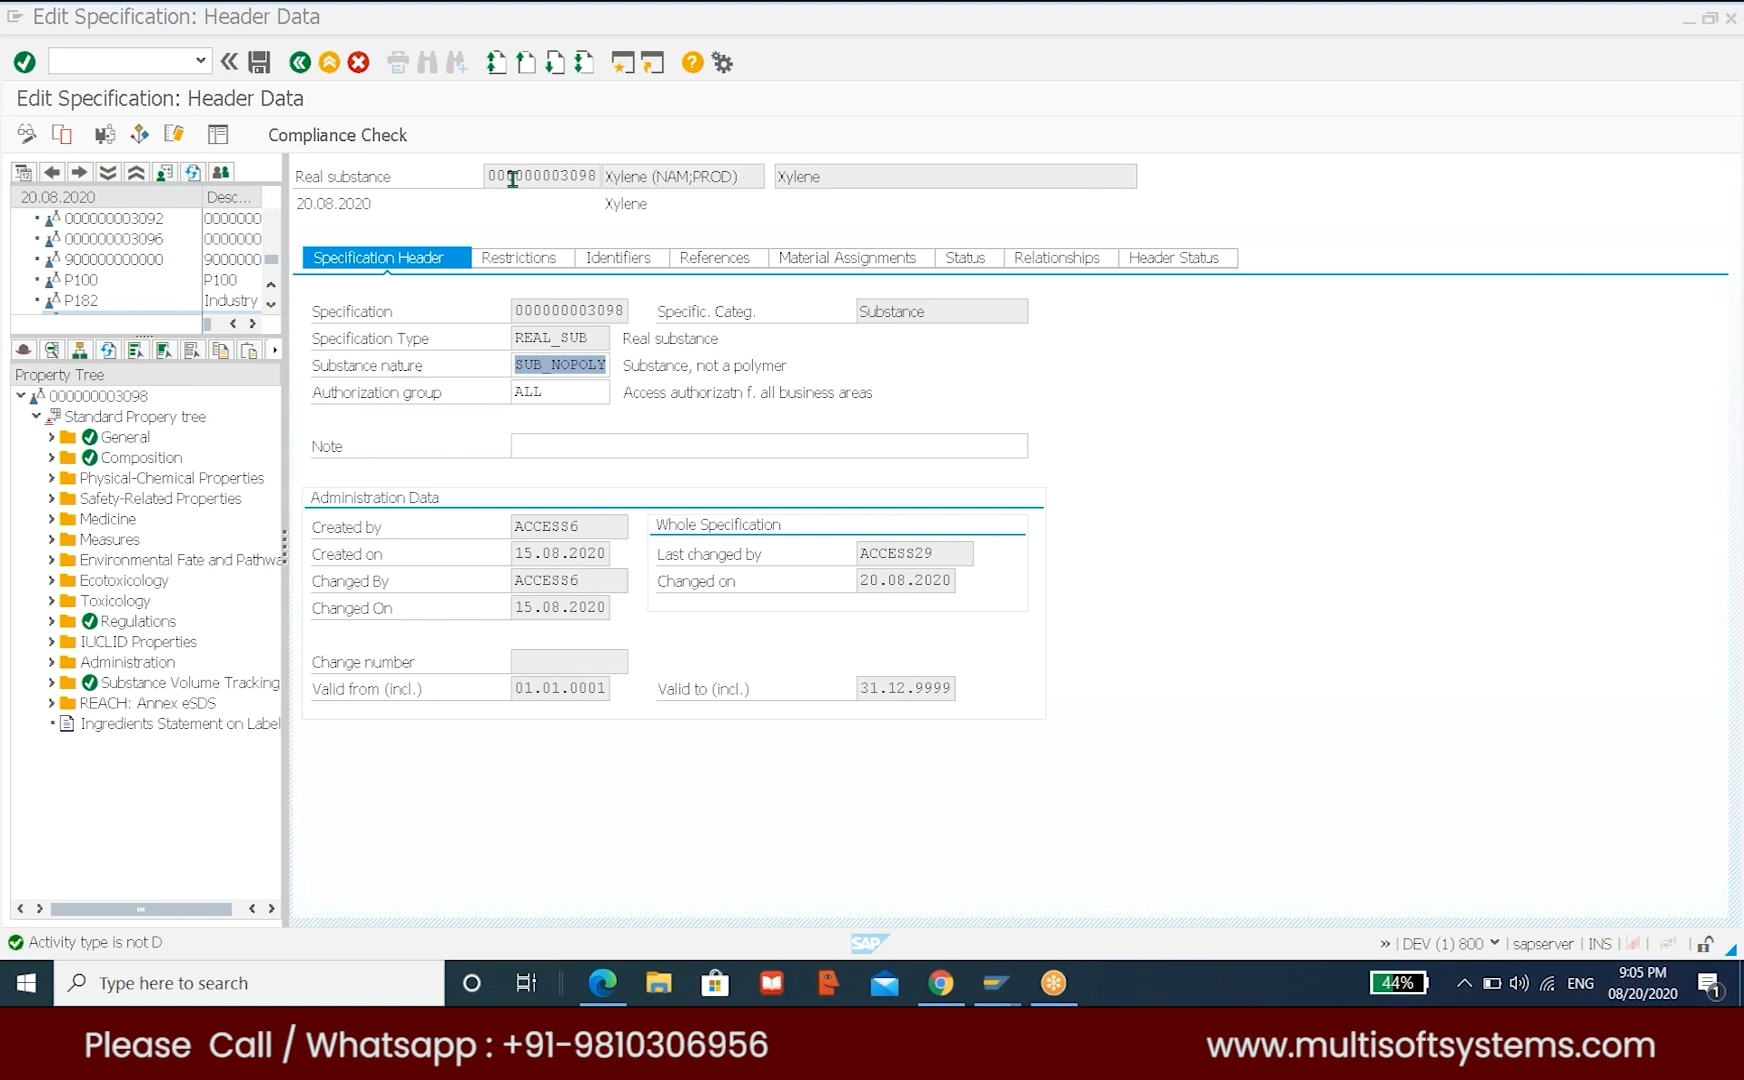 Edit Specification: Header Data
Edit Specification: Header Data
Compliance Check
20.08.2020 Desc...
000000003092 0000000
000000003096 0000000
900000000000 9000000
P100 P100
P182 Industry
Property Tree
000000003098
Standard Propery tree
General
Composition
Physical-Chemical Properties
Safety-Related Properties
Medicine
Measures
Environmental Fate and Pathwa
Ecotoxicology
Toxicology
Regulations
IUCLID Properties
Administration
Substance Volume Tracking
REACH: Annex eSDS
Ingredients Statement on Label
Real substance 000000003098 Xylene (NAM;PROD) Xylene
20.08.2020 Xylene
Specification Header Restrictions Identifiers References Material Assignments Status Relationships Header Status
Specification 000000003098 Specific. Categ. Substance
Specification Type REAL_SUB Real substance
Substance nature SUB_NOPOLY Substance, not a polymer
Authorization group ALL Access authorizatn f. all business areas
Note
Administration Data
Created by ACCESS6
Created on 15.08.2020
Changed By ACCESS6
Changed On 15.08.2020
Whole Specification
Last changed by ACCESS29
Changed on 20.08.2020
Change number
Valid from (incl.) 01.01.0001 Valid to (incl.) 31.12.9999
Activity type is not D
SAP
DEV (1) 800 sapserver INS
Type here to search
44% ENG
9:05 PM
08/20/2020
1
Please Call / Whatsapp : +91-9810306956
www.multisoftsystems.com